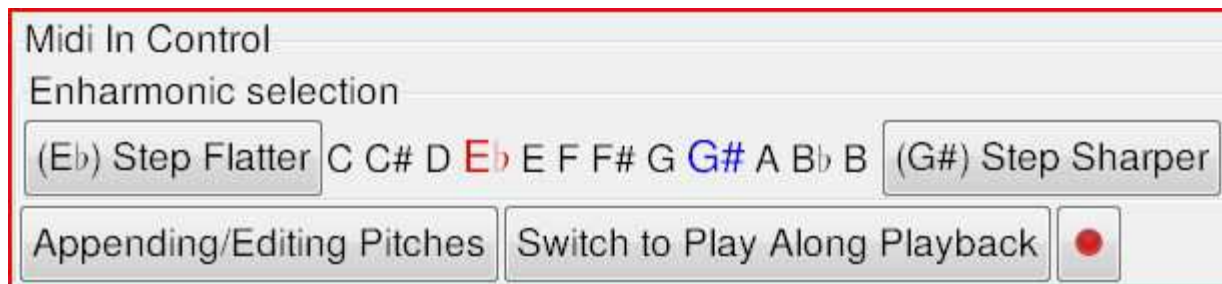 Midi In Control
Enharmonic selection
(E♭) Step Flatter C C# D E♭ E F F# G G# A B♭ B (G#) Step Sharper
Appending/Editing Pitches Switch to Play Along Playback